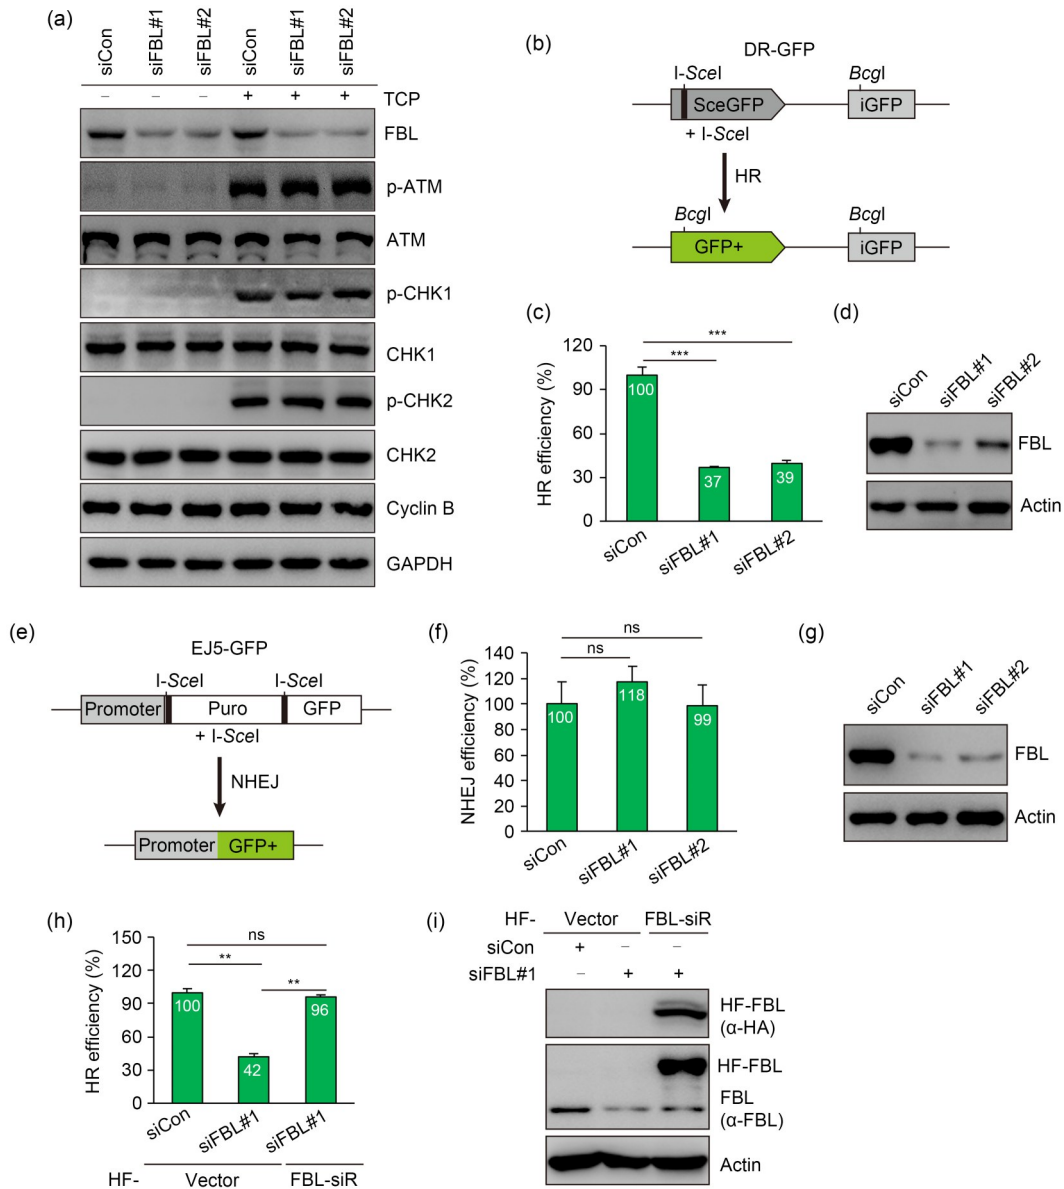 (a)
siCon siFBL#1 siFBL#2 siCon siFBL#1 siFBL#2
– – – + + + TCP
FBL
p-ATM
ATM
p-CHK1
CHK1
p-CHK2
CHK2
Cyclin B
GAPDH
(b)
DR-GFP
I-SceI BcgI
SceGFP iGFP
+ I-SceI
HR
BcgI BcgI
GFP+ iGFP
(c)
HR efficiency (%)
120
90
60
30
0
***
***
100 37 39
siCon siFBL#1 siFBL#2
(d)
siCon siFBL#1 siFBL#2
FBL
Actin
(e)
EJ5-GFP
I-SceI I-SceI
Promoter Puro GFP
+ I-SceI
NHEJ
Promoter GFP+
(f)
NHEJ efficiency (%)
140
120
100
80
60
40
20
0
ns
ns
100 118 99
siCon siFBL#1 siFBL#2
(g)
siCon siFBL#1 siFBL#2
FBL
Actin
(h)
HR efficiency (%)
150
120
90
60
30
0
ns
**
**
100 42 96
siCon siFBL#1 siFBL#1
HF- Vector FBL-siR
(i)
HF- Vector FBL-siR
siCon + – –
siFBL#1 – + +
HF-FBL
(α-HA)
HF-FBL
FBL
(α-FBL)
Actin